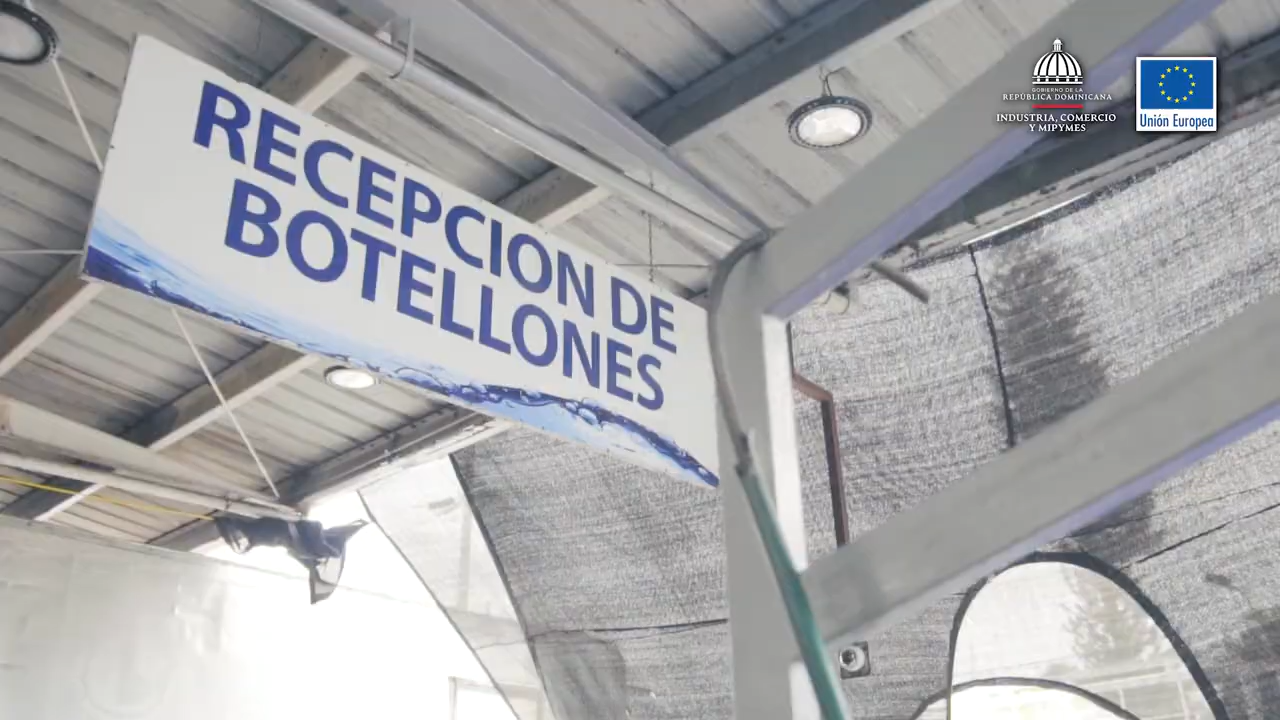 RECEPCION DE
BOTELLONES
GOBIERNO DE LA
REPÚBLICA DOMINICANA
INDUSTRIA, COMERCIO
Y MIPYMES
Unión Europea